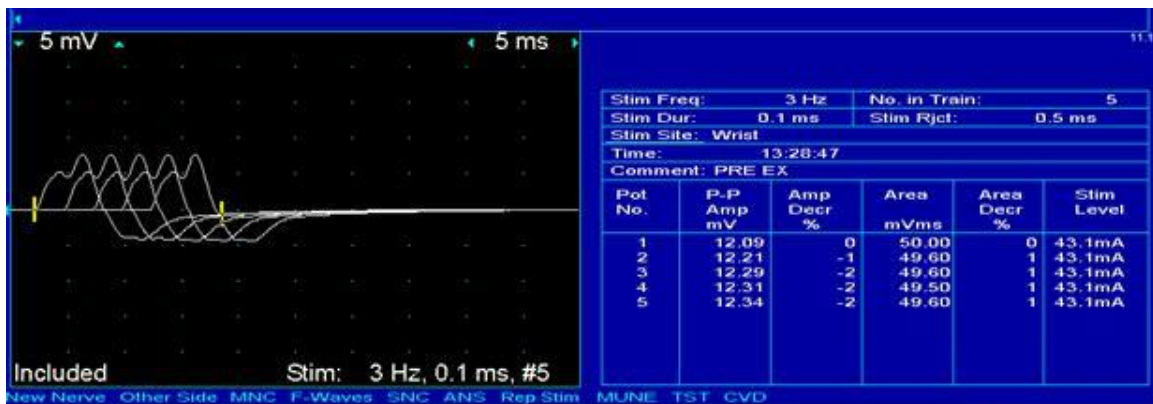 5 mV 5 ms
11.1
Stim Freq: 3 Hz No. in Train: 5
Stim Dur: 0.1 ms Stim Rjct: 0.5 ms
Stim Site: Wrist
Time: 13:28:47
Comment: PRE EX
Pot P-P Amp Area Area Stim
No. Amp Decr Decr Level
mV % mVms %
1 12.09 0 50.00 0 43.1mA
2 12.21 -1 49.60 1 43.1mA
3 12.29 -2 49.60 1 43.1mA
4 12.31 -2 49.50 1 43.1mA
5 12.34 -2 49.60 1 43.1mA
Included Stim: 3 Hz, 0.1 ms, #5
New Nerve Other Side MNC F-Waves SNC ANS Rep Stim MUNE TST CVD